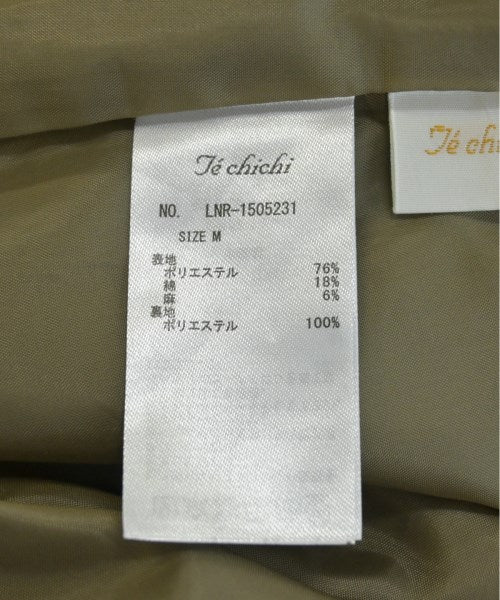 Té chichi
Té chi
NO. LNR-1505231
SIZE M
表地
ポリエステル 76%
綿 18%
麻 6%
裏地
ポリエステル 100%